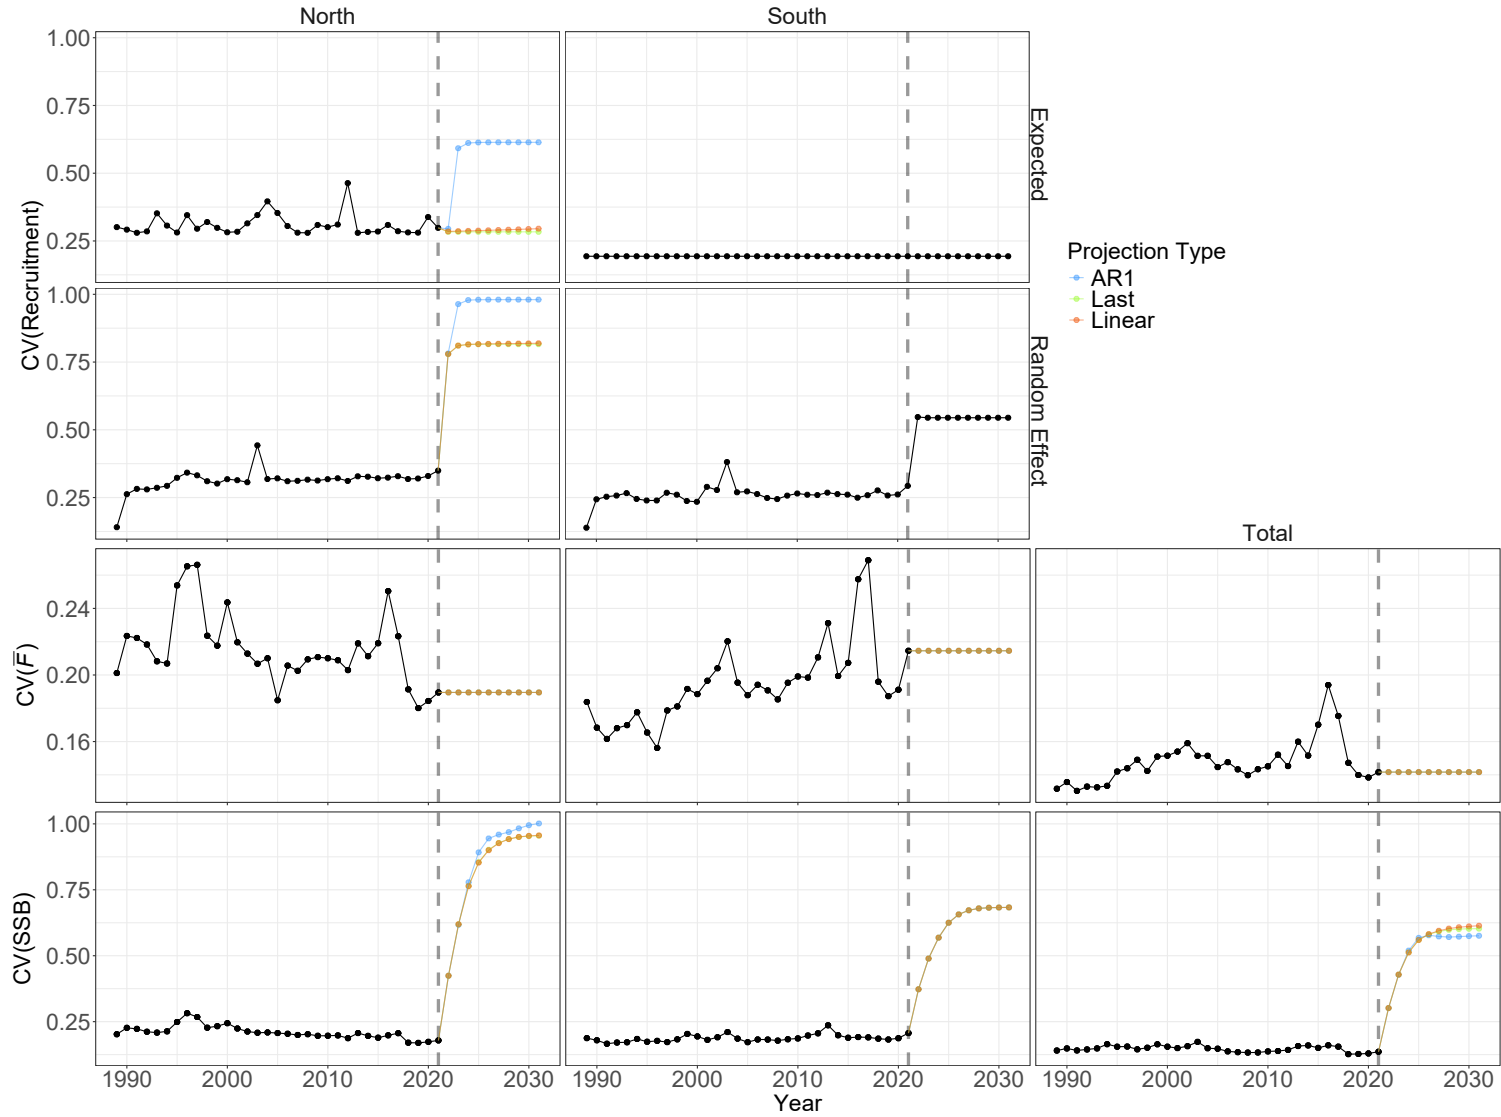 North
South
1.00
0.75
0.50
0.25
CV(Recruitment)
Expected
Projection Type
AR1
Last
Linear
1.00
0.75
0.50
0.25
Random Effect
Total
0.24
0.20
0.16
CV(F̅)
1.00
0.75
0.50
0.25
CV(SSB)
1990 2000 2010 2020 2030 1990 2000 2010 2020 2030 1990 2000 2010 2020 2030
Year